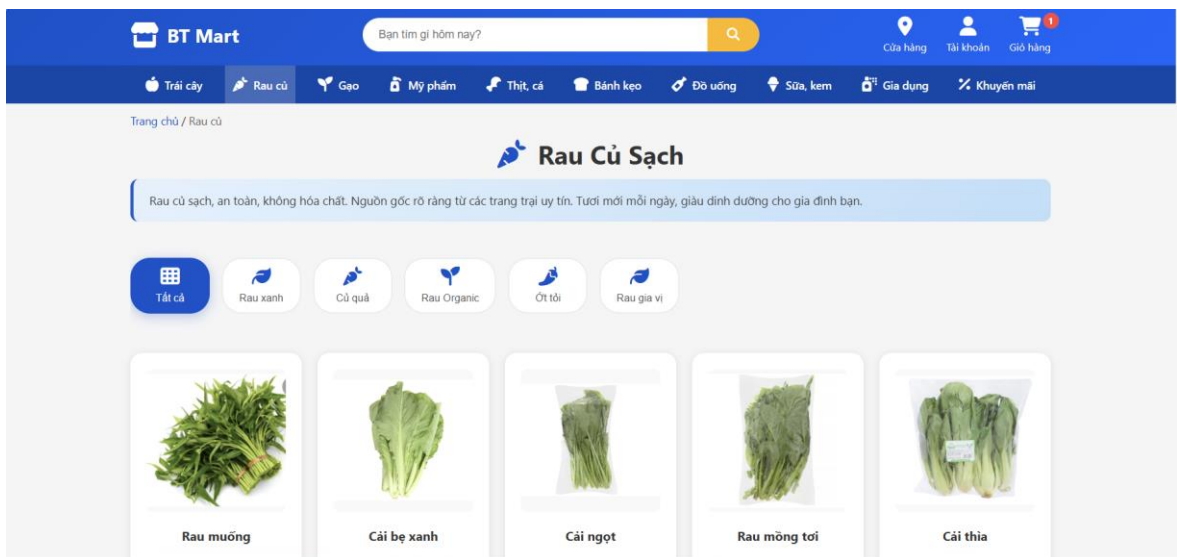 BT Mart
Bạn tìm gì hôm nay?
Cửa hàng
Tài khoản
1
Giỏ hàng
Trái cây
Rau củ
Gạo
Mỹ phẩm
Thịt, cá
Bánh kẹo
Đồ uống
Sữa, kem
Gia dụng
Khuyến mãi
Trang chủ / Rau củ
Rau Củ Sạch
Rau củ sạch, an toàn, không hóa chất. Nguồn gốc rõ ràng từ các trang trại uy tín. Tươi mới mỗi ngày, giàu dinh dưỡng cho gia đình bạn.
Tất cả
Rau xanh
Củ quả
Rau Organic
Ớt tỏi
Rau gia vị
Rau muống
Cải bẹ xanh
Cải ngọt
Rau mồng tơi
Cải thìa